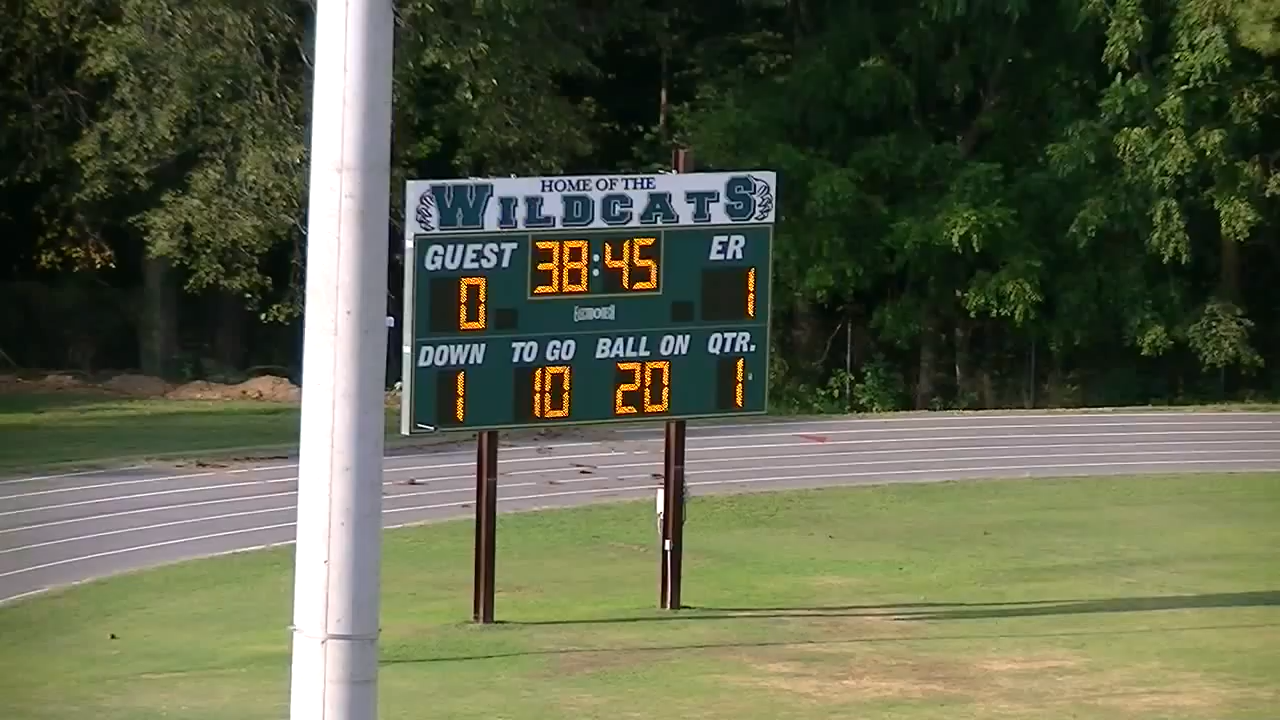 HOME OF THE
WILDCATS
GUEST 38:45 ER
0 1
DOWN TO GO BALL ON QTR.
1 10 20 1